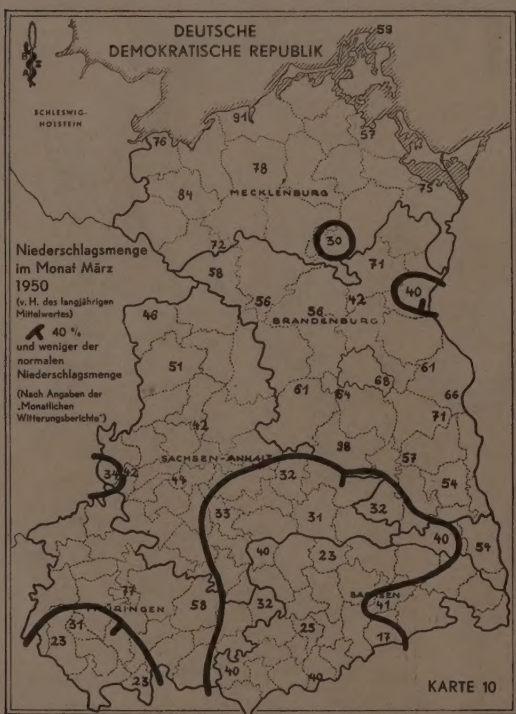 DEUTSCHE
DEMOKRATISCHE REPUBLIK
59
SCHLESWIG-
HOLSTEIN
91
57
76
78
MECKLENBURG
75
84
30
72
71
Niederschlagsmenge
im Monat März
1950
(v. H. des langjährigen
Mittelwertes)
40 %
und weniger der
normalen
Niederschlagsmenge
(Nach Angaben der
„Monatlichen
Witterungsberichte")
58
40
56
56
42
BRANDENBURG
46
51
61
68
61
64
66
42
71
98
SACHSEN-ANHALT
57
34
42
44
32
54
33
31
32
40
54
40
23
77
THÜRINGEN
58
32
SACHSEN
41
31
23
25
17
23
40
40
KARTE 10